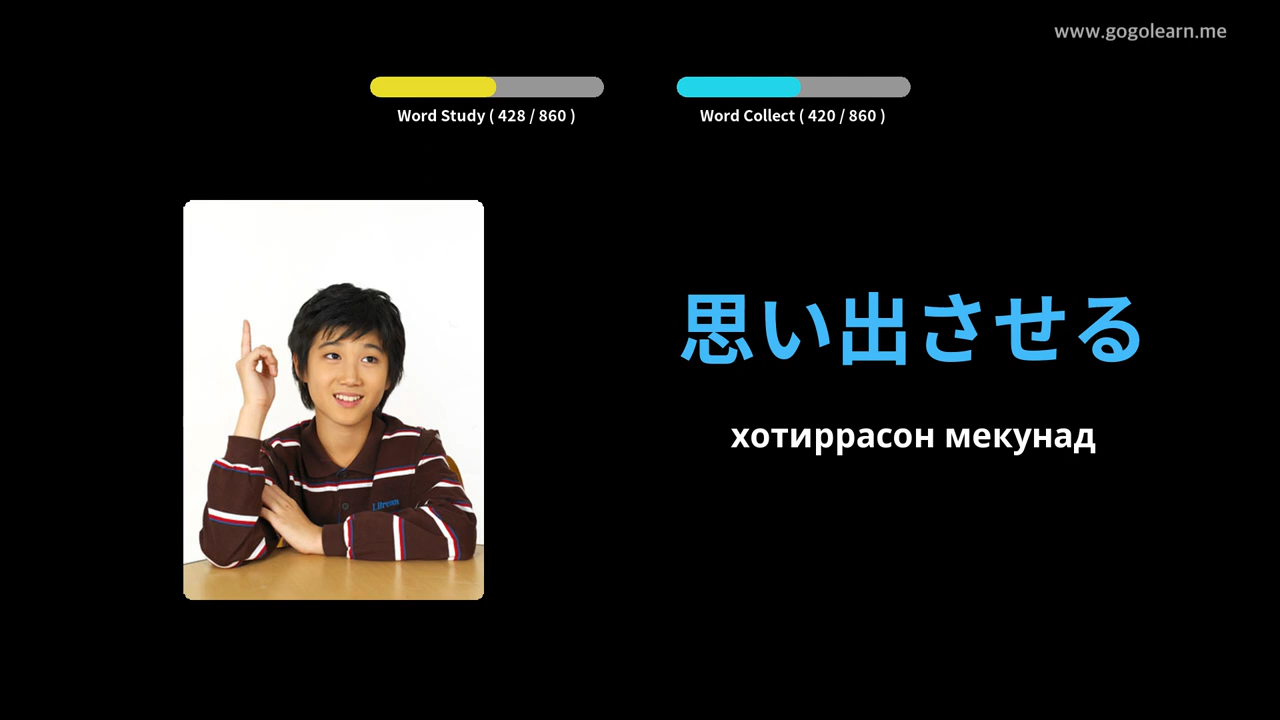 www.gogolearn.me
Word Study ( 428 / 860 )
Word Collect ( 420 / 860 )
思い出させる
хотиррасон мекунад